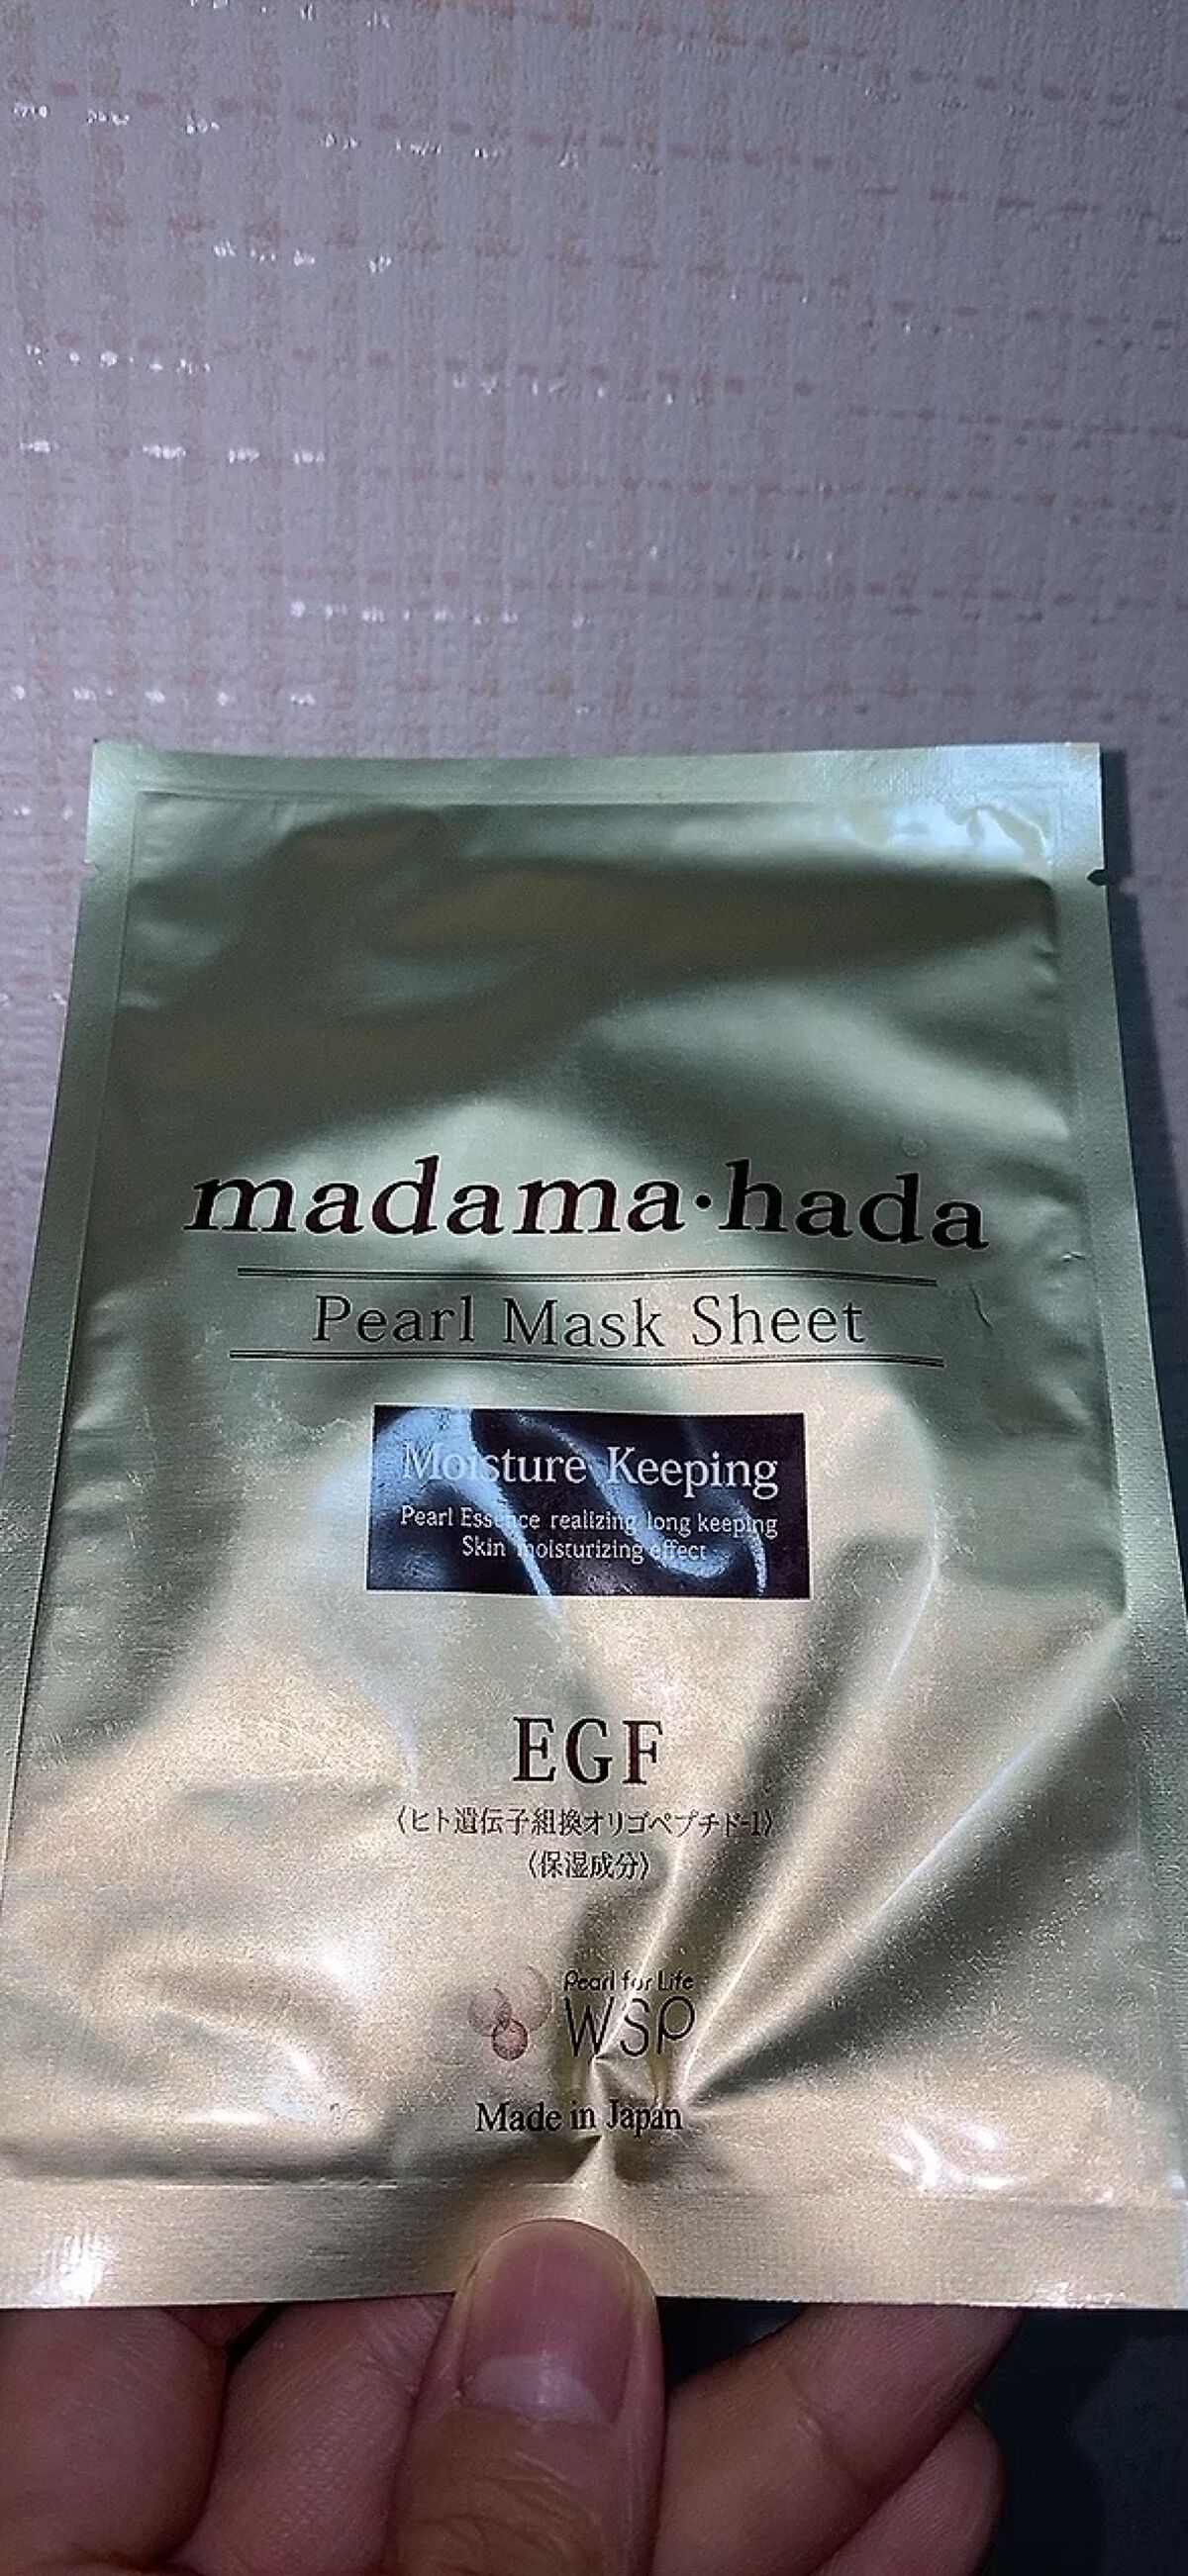 madama·hada
Pearl Mask Sheet
Moisture Keeping
Pearl Essence realizing long keeping
Skin moisturizing effect
EGF
〈ヒト遺伝子組換オリゴペプチド-1〉
〈保湿成分〉
Pearl for Life
WSP
Made in Japan